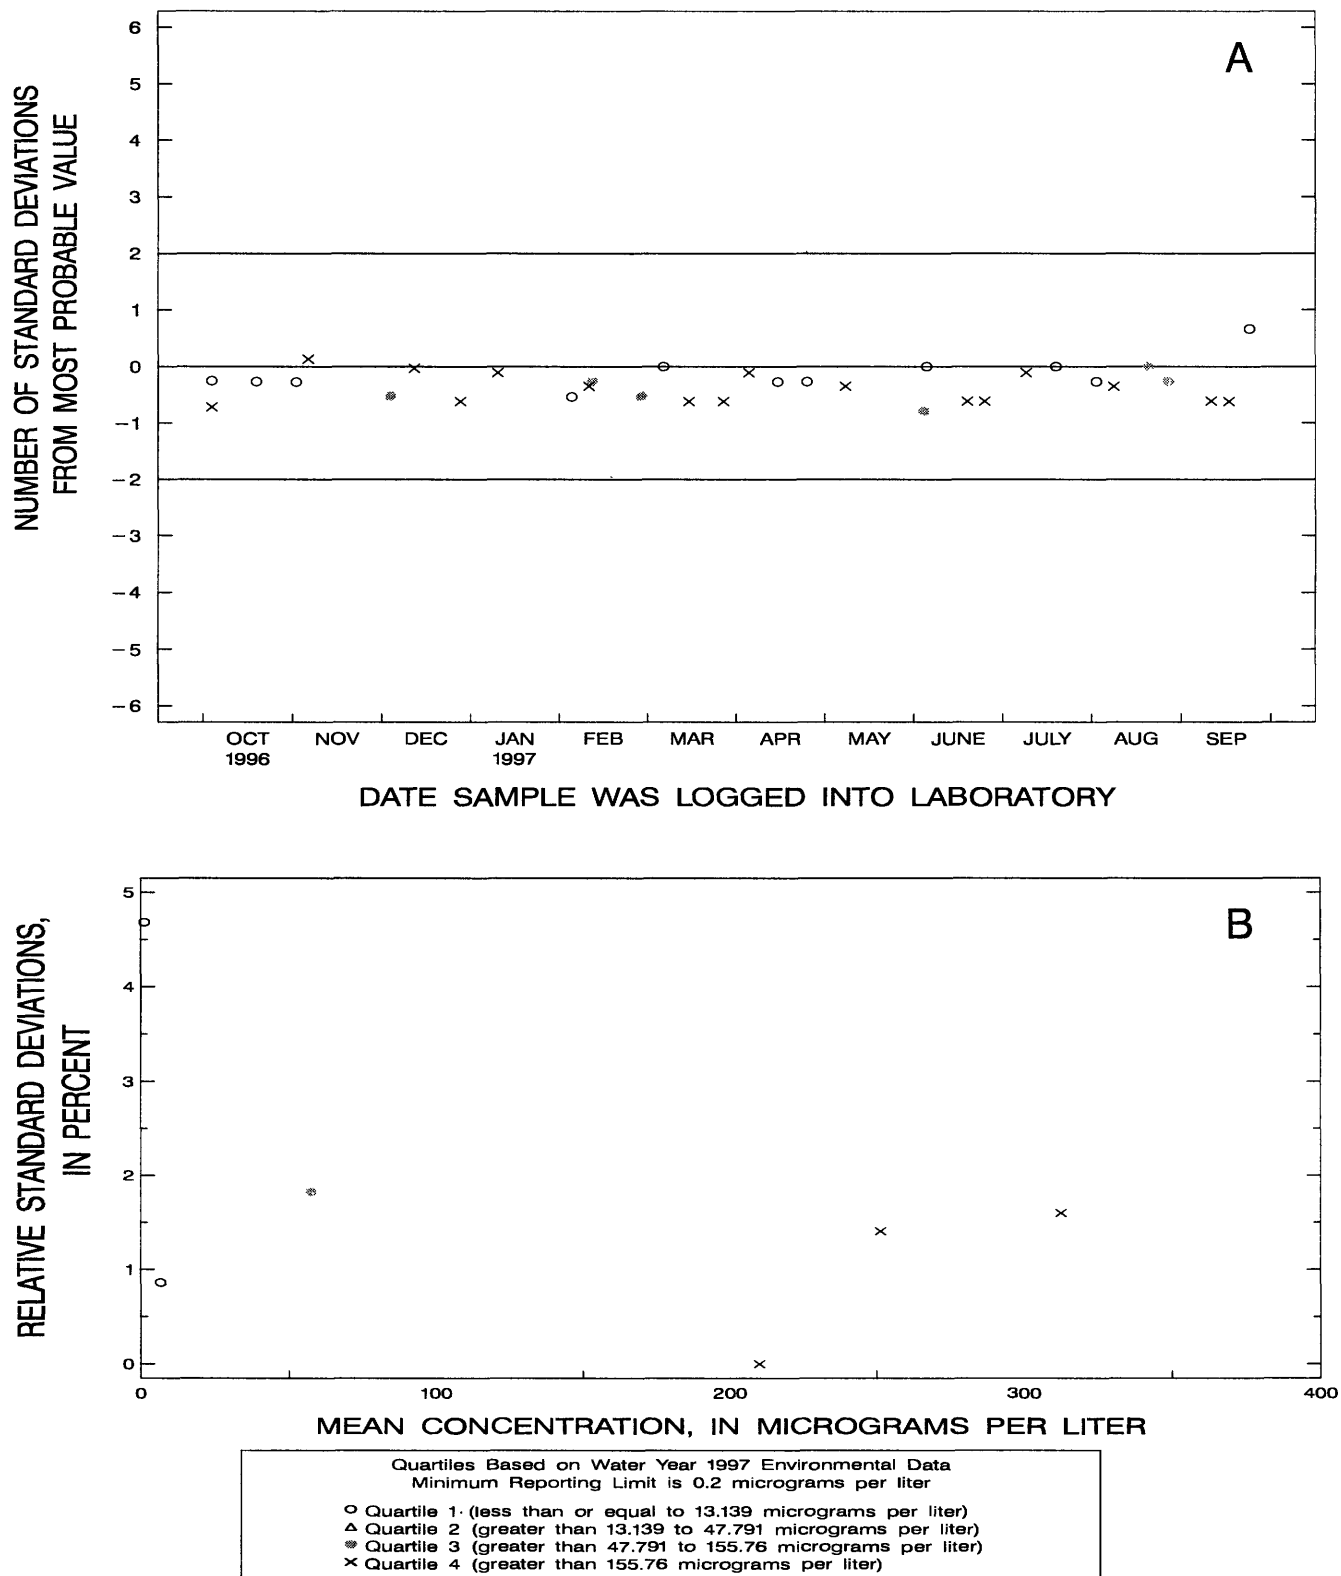 A
NUMBER OF STANDARD DEVIATIONS
FROM MOST PROBABLE VALUE
6
5
4
3
2
1
0
−1
−2
−3
−4
−5
−6
OCT NOV DEC JAN FEB MAR APR MAY JUNE JULY AUG SEP
1996 1997
DATE SAMPLE WAS LOGGED INTO LABORATORY
B
RELATIVE STANDARD DEVIATIONS,
IN PERCENT
5
4
3
2
1
0
0 100 200 300 400
MEAN CONCENTRATION, IN MICROGRAMS PER LITER
Quartiles Based on Water Year 1997 Environmental Data
Minimum Reporting Limit is 0.2 micrograms per liter
Quartile 1 (less than or equal to 13.139 micrograms per liter)
Quartile 2 (greater than 13.139 to 47.791 micrograms per liter)
Quartile 3 (greater than 47.791 to 155.76 micrograms per liter)
Quartile 4 (greater than 155.76 micrograms per liter)